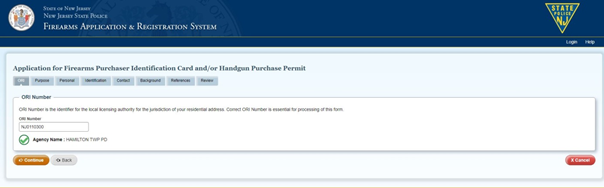 STATE OF NEW JERSEY
NEW JERSEY STATE POLICE
FIREARMS APPLICATION & REGISTRATION SYSTEM
STATE
POLICE
NJ
Login Help
Application for Firearms Purchaser Identification Card and/or Handgun Purchase Permit
ORI Purpose Personal Identification Contact Background References Review
ORI Number
ORI Number is the identifier for the local licensing authority for the jurisdiction of your residential address. Correct ORI Number is essential for processing of this form.
ORI Number
NJ0110300
Agency Name : HAMILTON TWP PD
Continue Back X Cancel